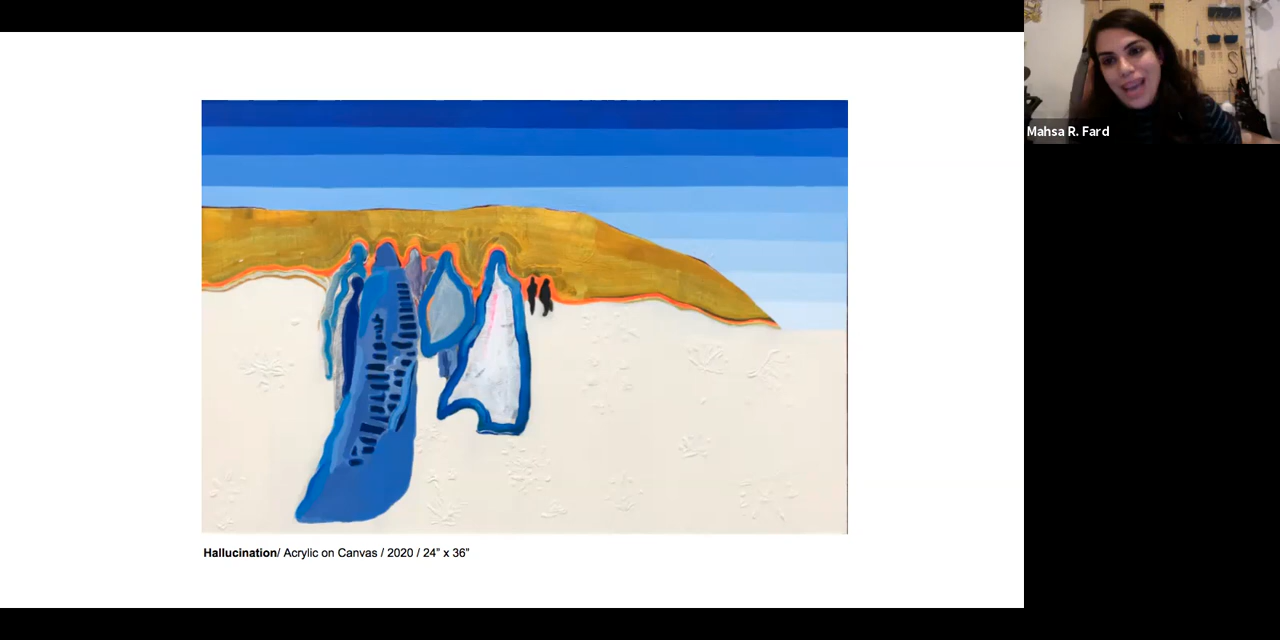 Mahsa R. Fard
Hallucination/ Acrylic on Canvas / 2020 / 24” x 36”